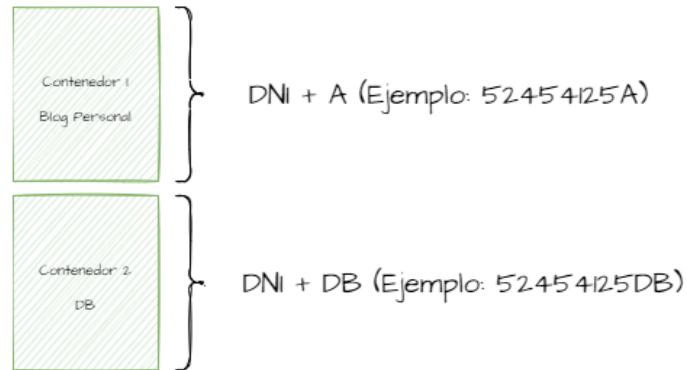 Contenedor 1
Blog Personal
DNI + A (Ejemplo: 52454125A)
Contenedor 2
DB
DNI + DB (Ejemplo: 52454125DB)